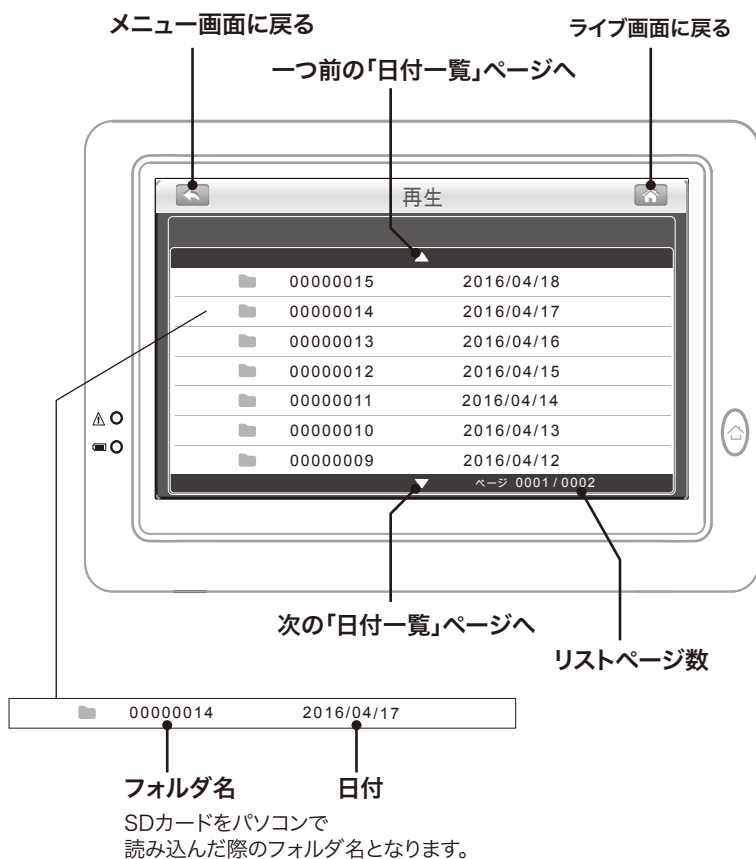 メニュー画面に戻る
ライブ画面に戻る
一つ前の「日付一覧」ページへ
再生
00000015 2016/04/18
00000014 2016/04/17
00000013 2016/04/16
00000012 2016/04/15
00000011 2016/04/14
00000010 2016/04/13
00000009 2016/04/12
ページ 0001/0002
次の「日付一覧」ページへ
リストページ数
00000014 2016/04/17
フォルダ名
日付
SDカードをパソコンで
読み込んだ際のフォルダ名となります。